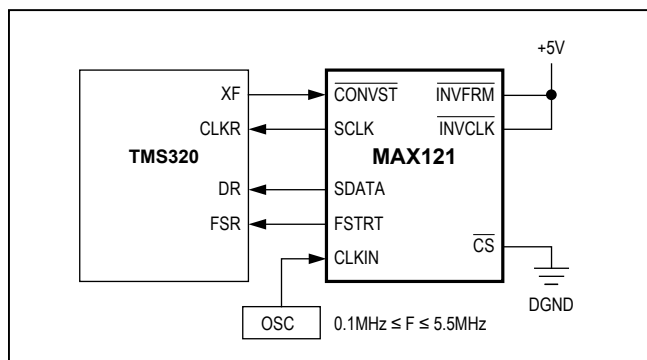 +5V
XF
CONVST
INVFRM
CLKR
SCLK
INVCLK
TMS320
MAX121
DR
SDATA
FSR
FSTRT
CS
CLKIN
DGND
OSC
0.1MHz ≤ F ≤ 5.5MHz